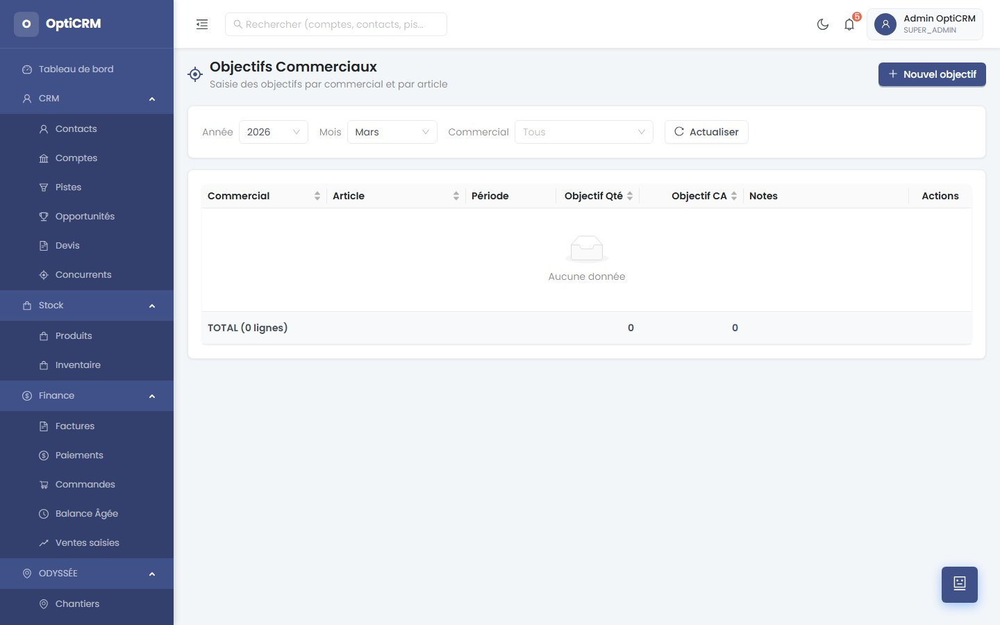 O OptiCRM
Rechercher (comptes, contacts, pis...
5
Admin OptiCRM
SUPER_ADMIN
Tableau de bord
CRM
Contacts
Comptes
Pistes
Opportunités
Devis
Concurrents
Stock
Produits
Inventaire
Finance
Factures
Paiements
Commandes
Balance Âgée
Ventes saisies
ODYSSÉE
Chantiers
Objectifs Commerciaux
Saisie des objectifs par commercial et par article
Nouvel objectif
Année 2026 Mois Mars Commercial Tous Actualiser
Commercial Article Période Objectif Qté Objectif CA Notes Actions
Aucune donnée
TOTAL (0 lignes) 0 0